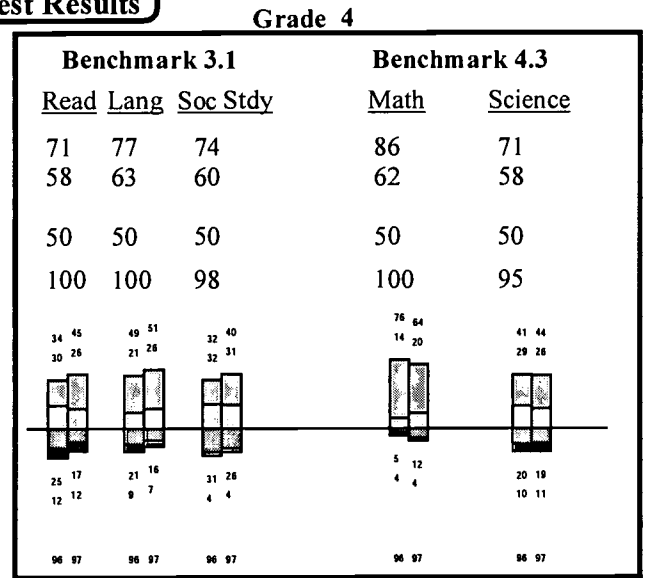 est Results
Grade 4
Benchmark 3.1 Benchmark 4.3
Read Lang Soc Stdy Math Science
71 77 74 86 71
58 63 60 62 58
50 50 50 50 50
100 100 98 100 95
34 45 49 51 32 40 76 64 41 44
30 26 21 26 32 31 14 20 29 26
25 17 21 16 31 26 5 12 20 19
12 12 9 7 4 4 4 4 10 11
96 97 96 97 96 97 96 97 96 97